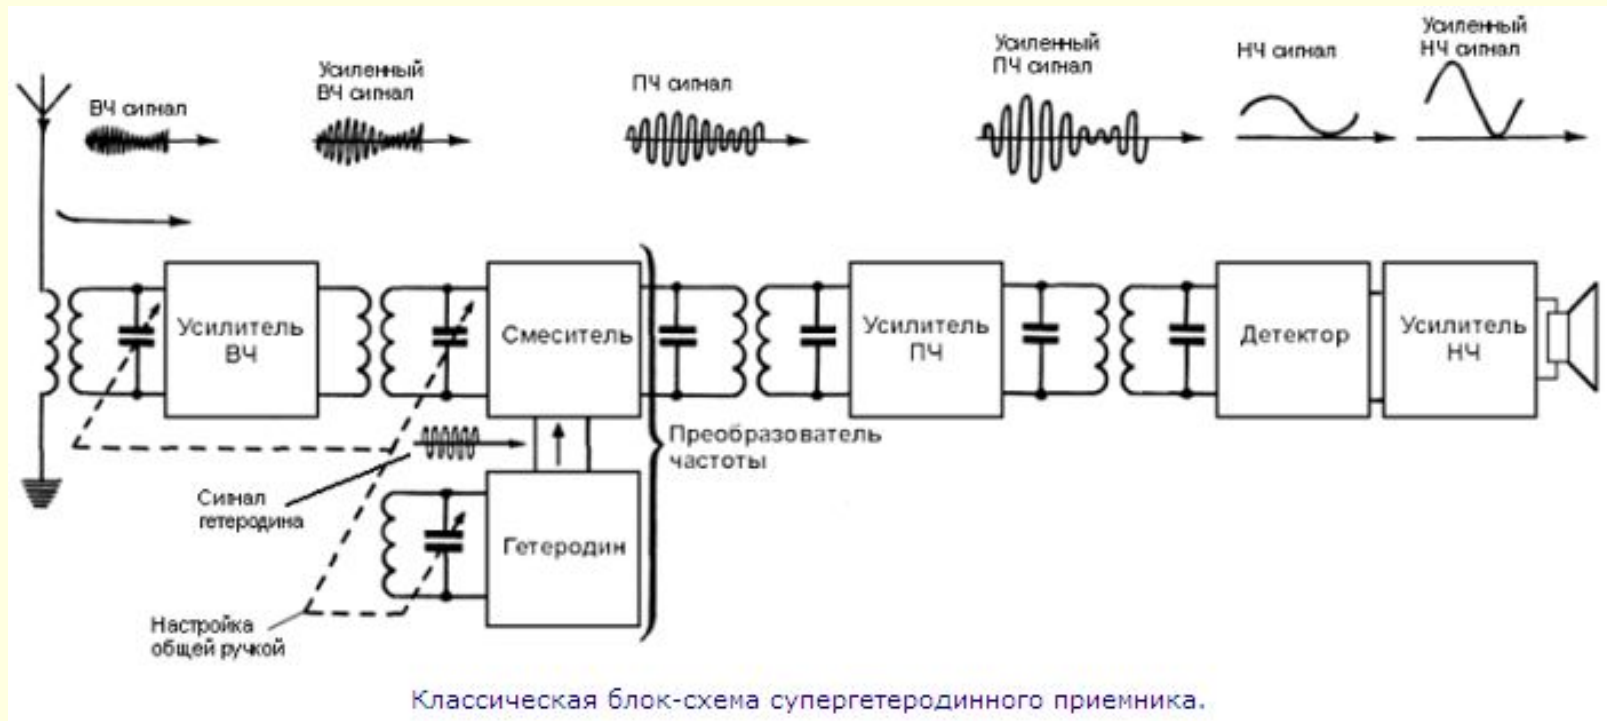 ВЧ сигнал
Усиленный
ВЧ сигнал
ПЧ сигнал
Усиленный
ПЧ сигнал
НЧ сигнал
Усиленный
НЧ сигнал
Усилитель
ВЧ
Смеситель
Усилитель
ПЧ
Детектор
Усилитель
НЧ
Преобразователь
частоты
Сигнал
гетеродина
Гетеродин
Настройка
общей ручкой
Классическая блок-схема супергетеродинного приемника.